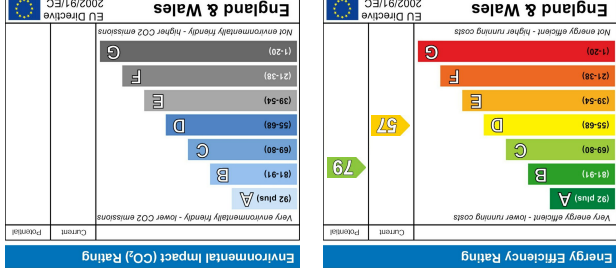 Energy Efficiency Rating
Current Potential
Very energy efficient - lower running costs
(92 plus) A
(81-91) B
(69-80) C
(55-68) D
(39-54) E
(21-38) F
(1-20) G
57
79
Not energy efficient - higher running costs
England & Wales
EU Directive
2002/91/EC
Environmental Impact (CO2) Rating
Current Potential
Very environmentally friendly - lower CO2 emissions
(92 plus) A
(81-91) B
(69-80) C
(55-68) D
(39-54) E
(21-38) F
(1-20) G
Not environmentally friendly - higher CO2 emissions
England & Wales
EU Directive
2002/91/EC